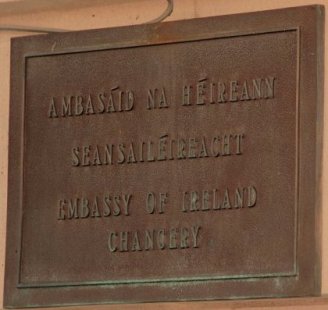 AMBASÁID NA HÉIREANN
SEANSAILÉIREACHT
EMBASSY OF IRELAND
CHANCERY